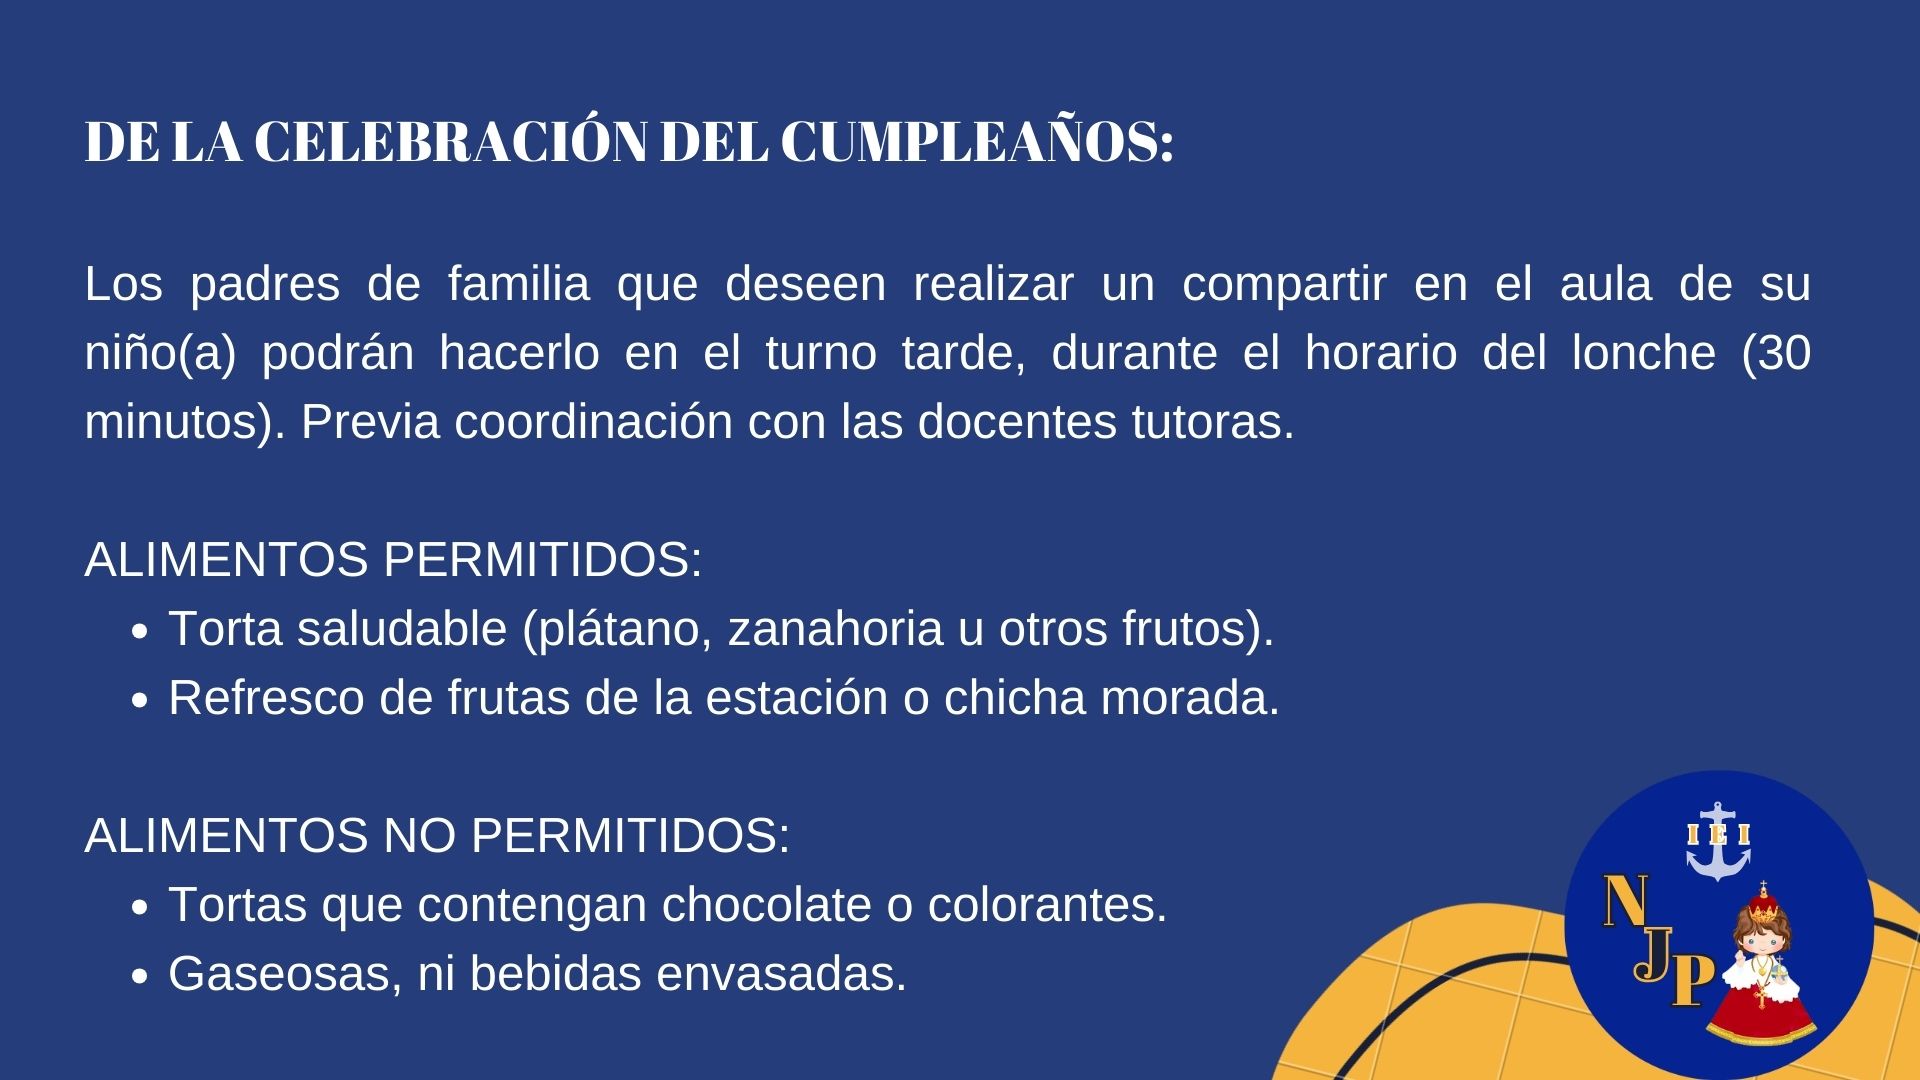 DE LA CELEBRACIÓN DEL CUMPLEAÑOS:
Los padres de familia que deseen realizar un compartir en el aula de su
niño(a) podrán hacerlo en el turno tarde, durante el horario del lonche (30
minutos). Previa coordinación con las docentes tutoras.
ALIMENTOS PERMITIDOS:
• Torta saludable (plátano, zanahoria u otros frutos).
• Refresco de frutas de la estación o chicha morada.
ALIMENTOS NO PERMITIDOS:
• Tortas que contengan chocolate o colorantes.
• Gaseosas, ni bebidas envasadas.
I E I
N
J
P